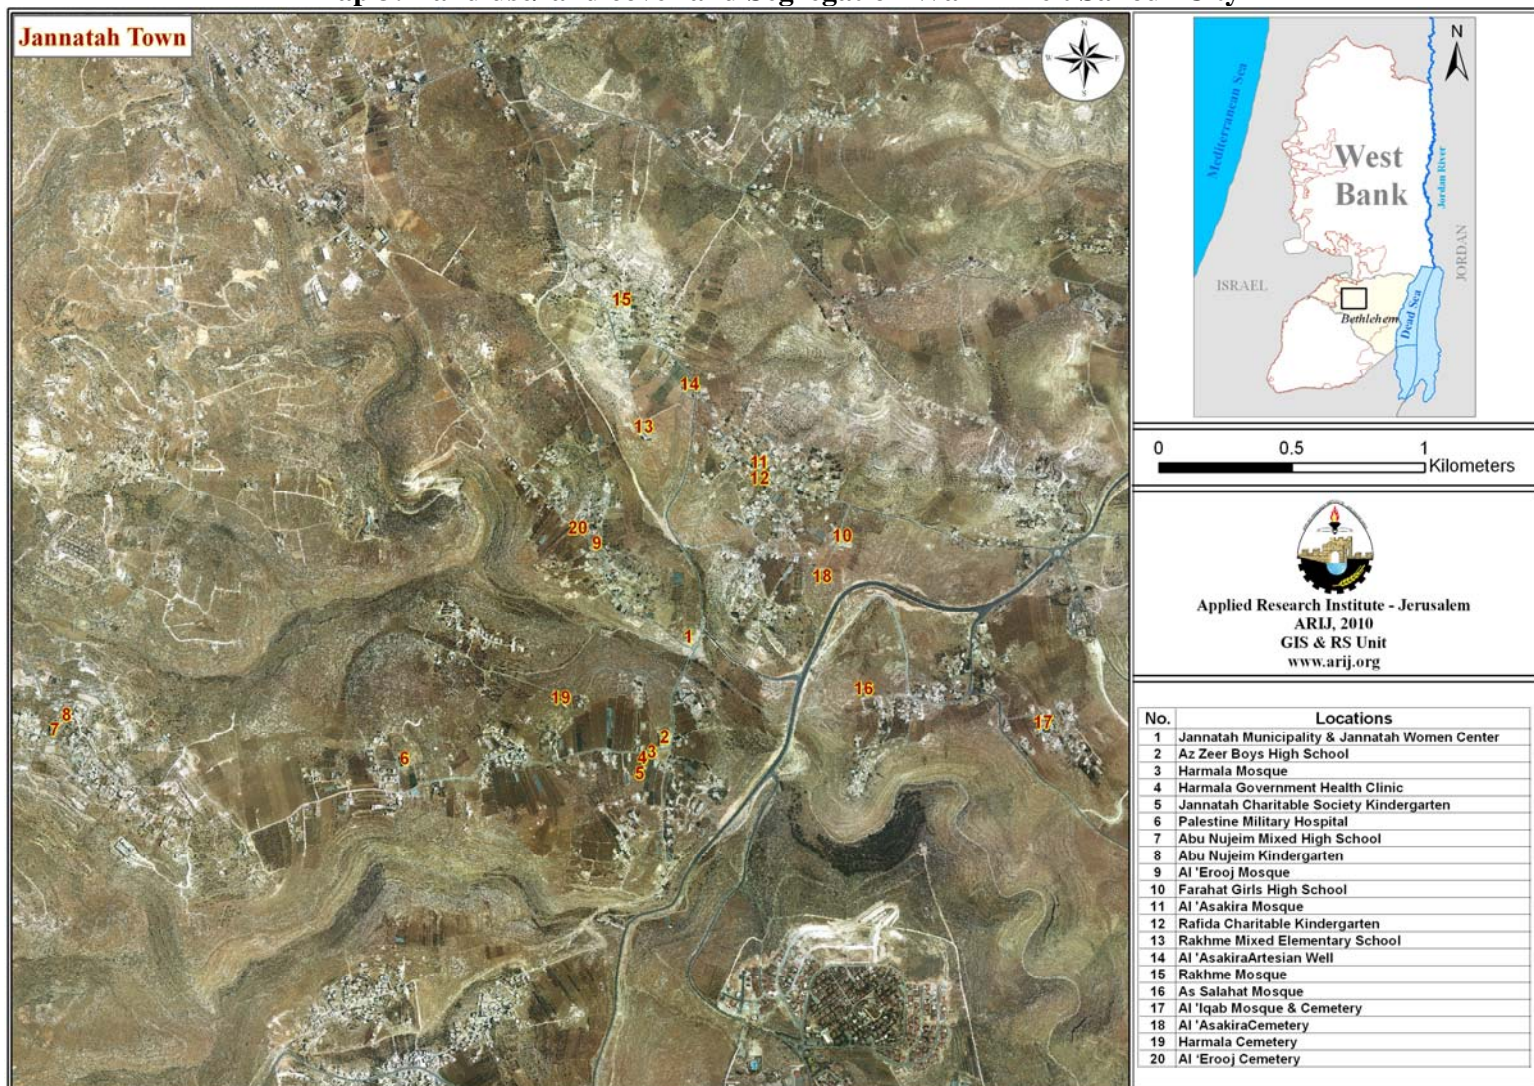 Jannatah Town
N
W
E
S
15
14
13
11
12
20
9
10
18
1
16
19
8
7
17
2
3
4
5
6
N
Mediterranean Sea
West
Bank
Jordan River
JORDAN
ISRAEL
Bethlehem
Dead Sea
0 0.5 1
Kilometers
Applied Research Institute - Jerusalem
ARIJ, 2010
GIS & RS Unit
www.arij.org
No. Locations
1 Jannatah Municipality & Jannatah Women Center
2 Az Zeer Boys High School
3 Harmala Mosque
4 Harmala Government Health Clinic
5 Jannatah Charitable Society Kindergarten
6 Palestine Military Hospital
7 Abu Nujeim Mixed High School
8 Abu Nujeim Kindergarten
9 Al 'Erooj Mosque
10 Farahat Girls High School
11 Al 'Asakira Mosque
12 Rafida Charitable Kindergarten
13 Rakhme Mixed Elementary School
14 Al 'AsakiraArtesian Well
15 Rakhme Mosque
16 As Salahat Mosque
17 Al 'Iqab Mosque & Cemetery
18 Al 'AsakiraCemetery
19 Harmala Cemetery
20 Al ‘Erooj Cemetery